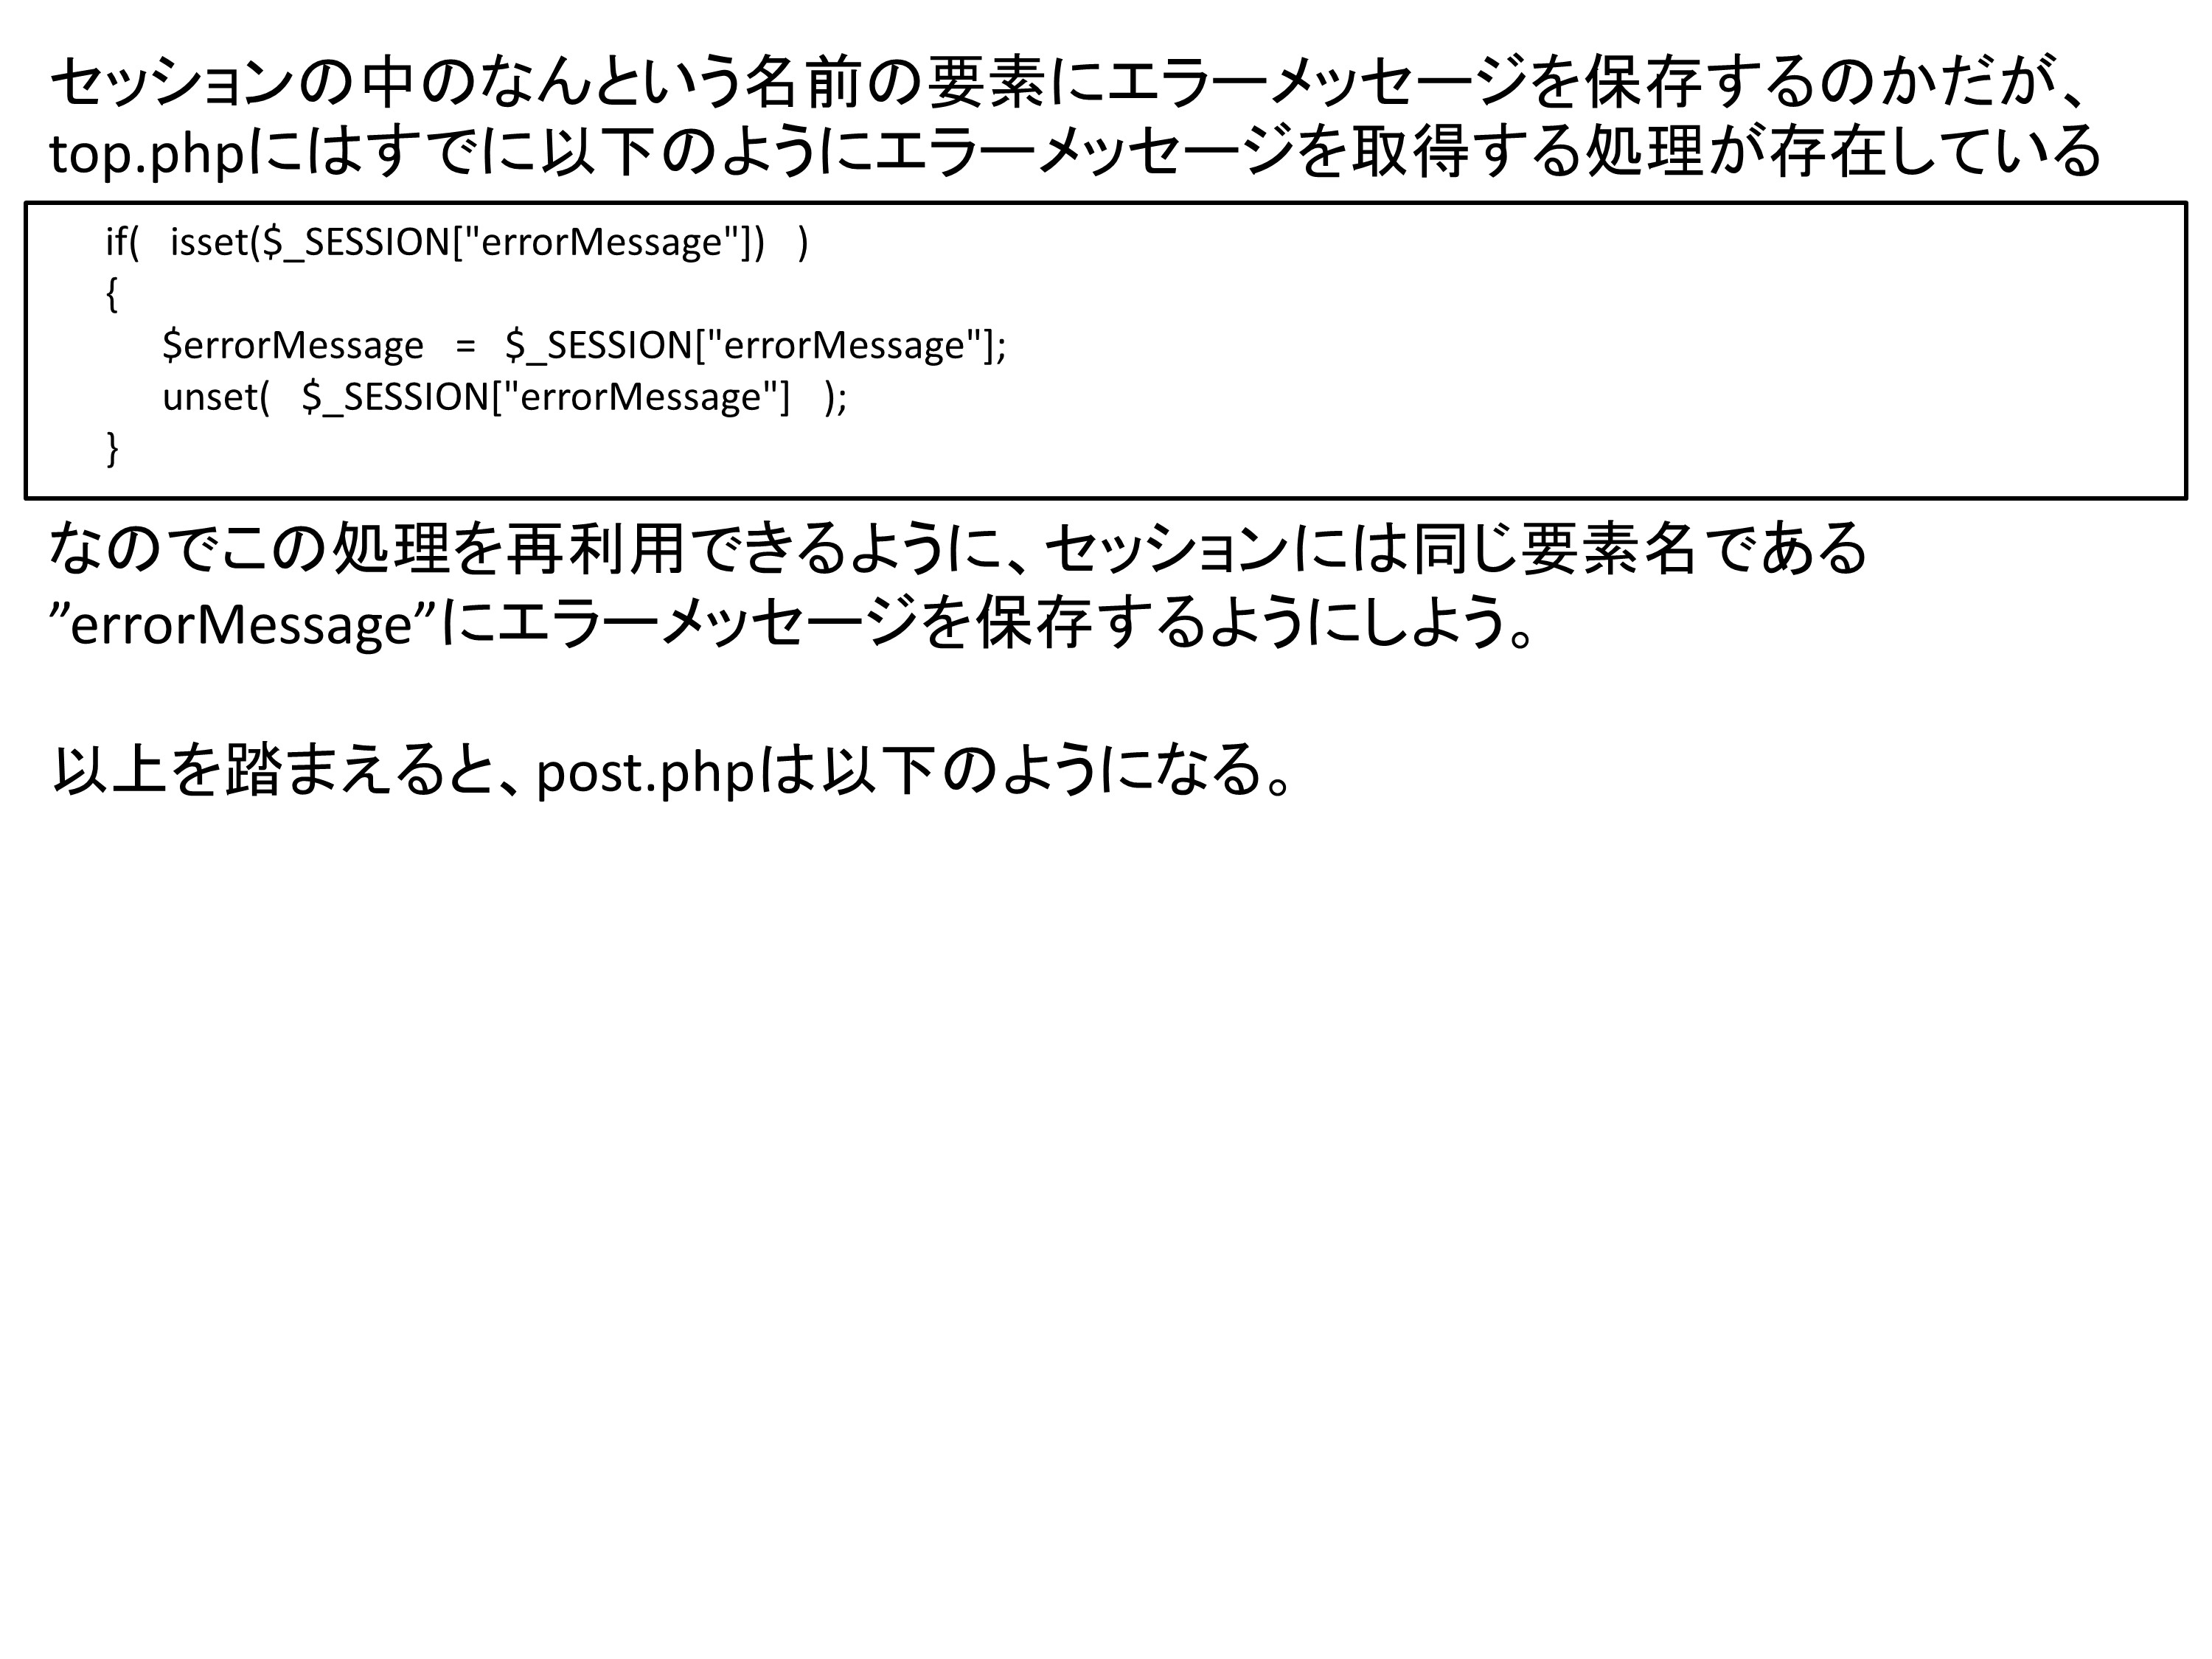 セッションの中のなんという名前の要素にエラーメッセージを保存するのかだが、
top.phpにはすでに以下のようにエラーメッセージを取得する処理が存在している
if(  isset($_SESSION["errorMessage"])  )
{
$errorMessage  =  $_SESSION["errorMessage"];
unset(  $_SESSION["errorMessage"]  );
}
なのでこの処理を再利用できるように、セッションには同じ要素名である
”errorMessage”にエラーメッセージを保存するようにしよう。
以上を踏まえると、post.phpは以下のようになる。